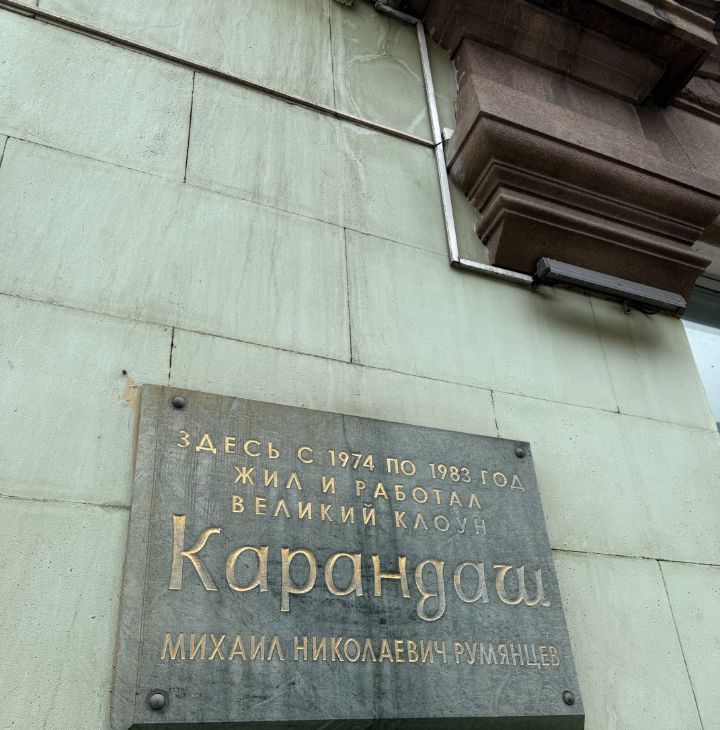 ЗДЕСЬ С 1974 ПО 1983 ГОД
ЖИЛ И РАБОТАЛ
ВЕЛИКИЙ КЛОУН
Карандаш
МИХАИЛ НИКОЛАЕВИЧ РУМЯНЦЕВ